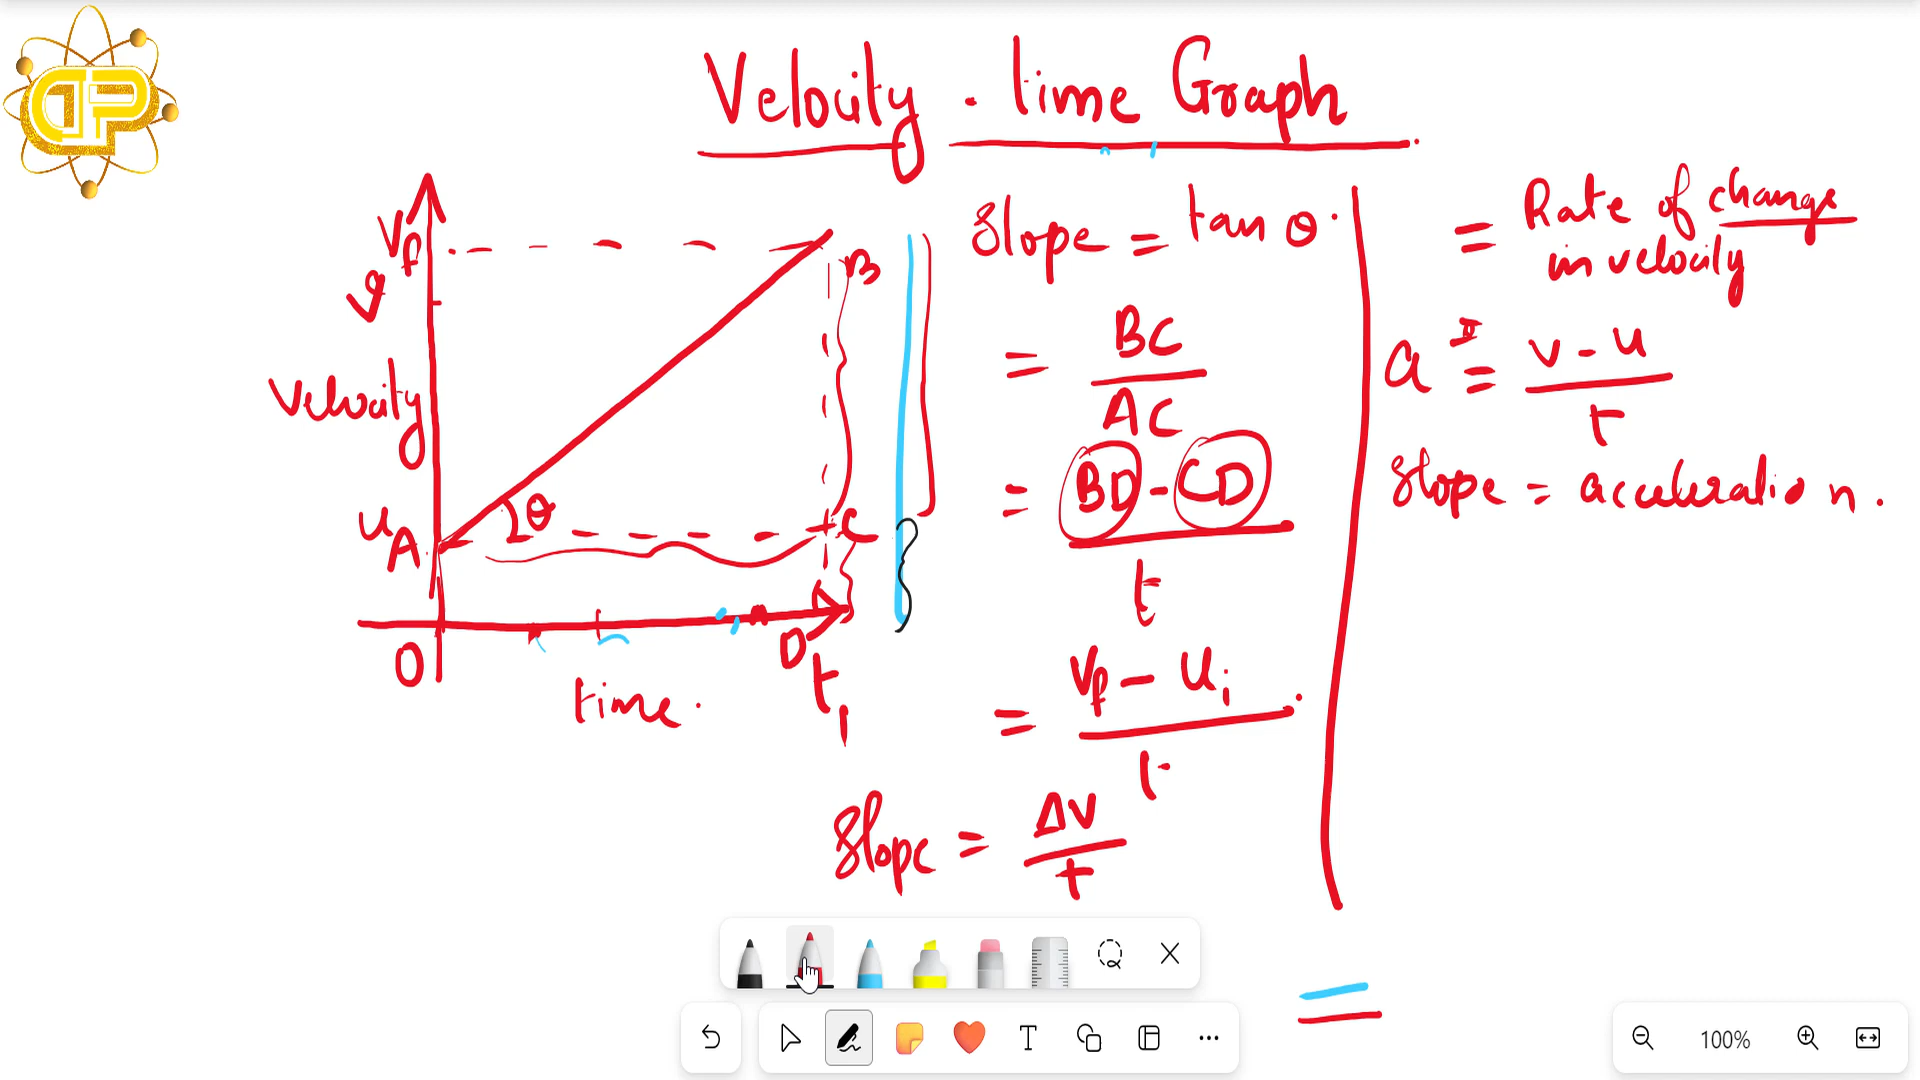 DP
Velocity - time Graph
Vf
v
Velocity
u
A
θ
B
C
O
D
t1
time.
Slope = tan θ
= BC / AC
= BD - CD / t
= Vf - ui / t
Slope = ΔV / t
= Rate of change
in velocity
a = v - u / t
Slope = acceleration.
100%